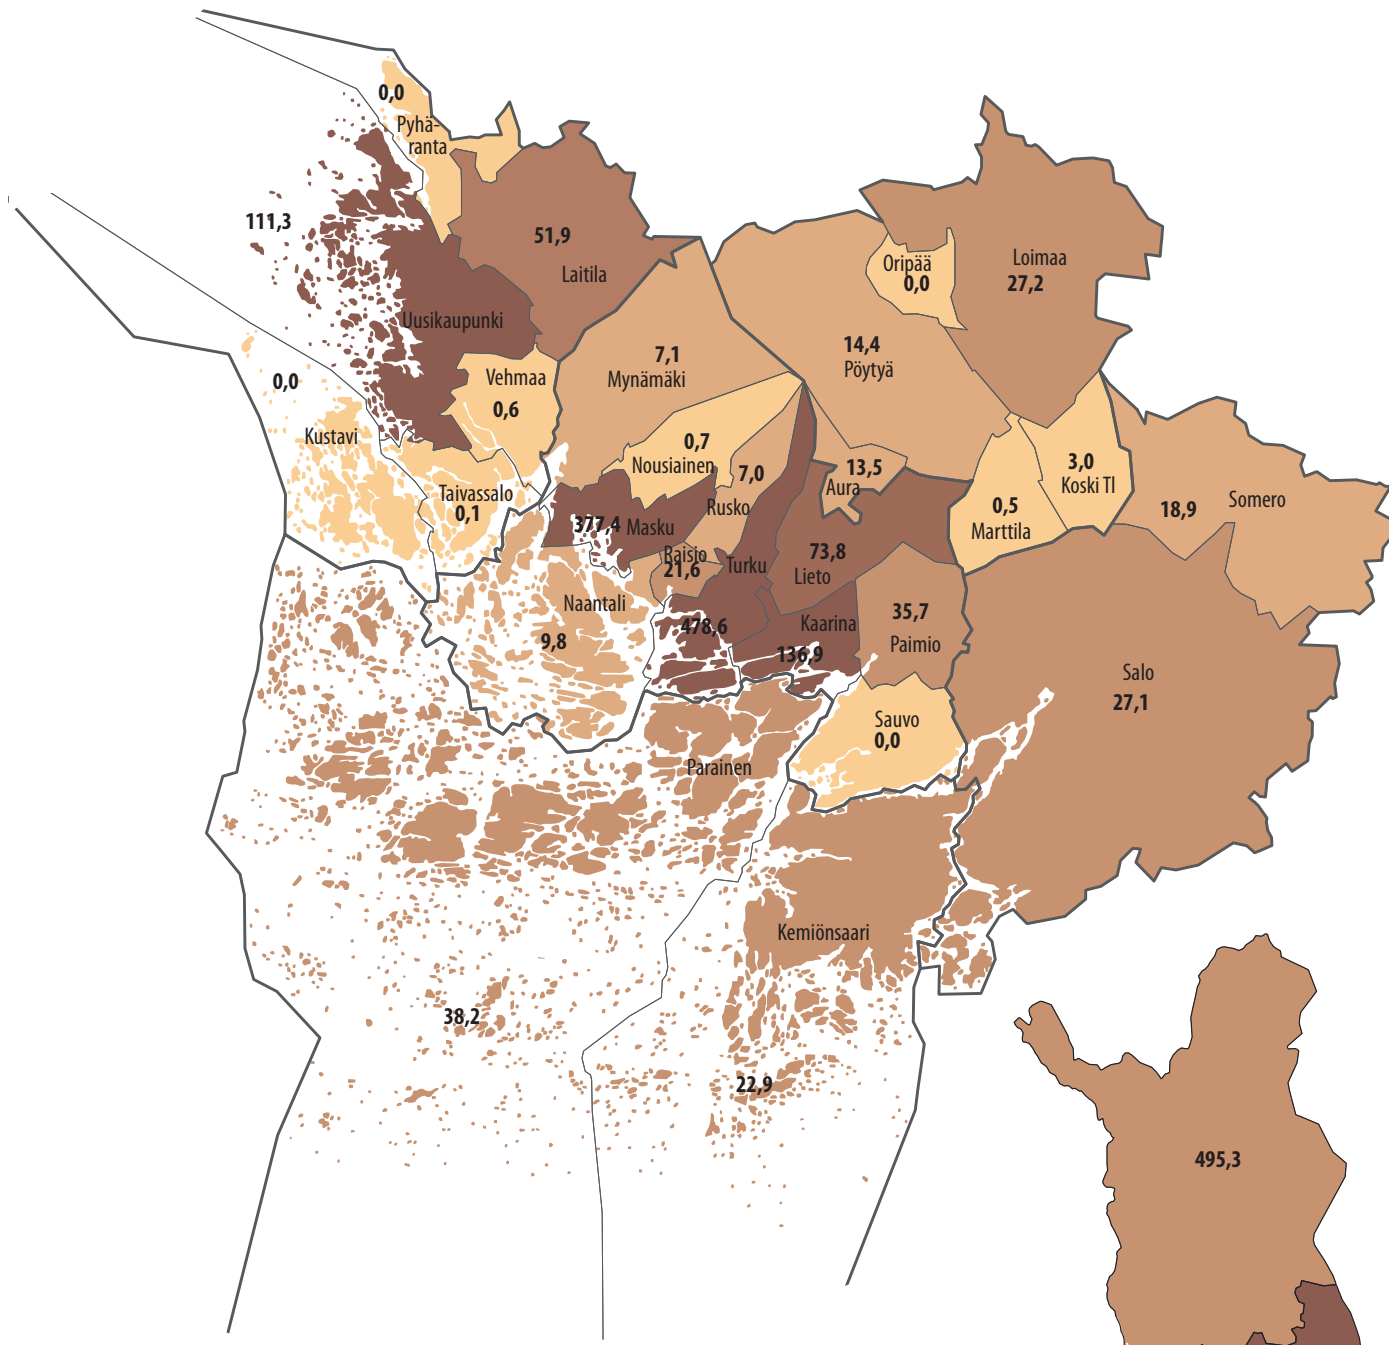 0,0
Pyhä-
ranta
111,3
51,9
Laitila
Uusikaupunki
Oripää
0,0
Loimaa
27,2
7,1
Mynämäki
14,4
Pöytyä
Vehmaa
0,6
0,0
Kustavi
Taivassalo
0,1
0,7
Nousiainen
7,0
Rusko
13,5
Aura
3,0
Koski Tl
0,5
Marttila
18,9
Somero
377,4
Masku
Raisio
21,6
Turku
73,8
Lieto
Naantali
9,8
478,6
Kaarina
136,9
35,7
Paimio
Salo
27,1
Sauvo
0,0
Parainen
Kemiönsaari
38,2
22,9
495,3